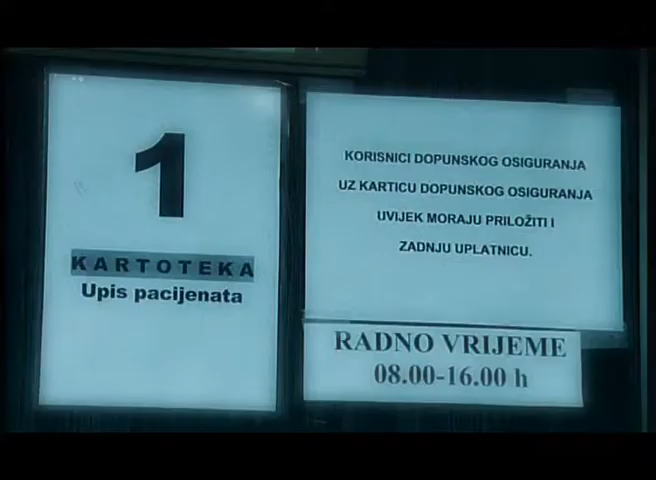 1
KARTOTEKA
Upis pacijenata
KORISNICI DOPUNSKOG OSIGURANJA
UZ KARTICU DOPUNSKOG OSIGURANJA
UVIJEK MORAJU PRILOŽITI I
ZADNJU UPLATNICU.
RADNO VRIJEME
08.00-16.00 h